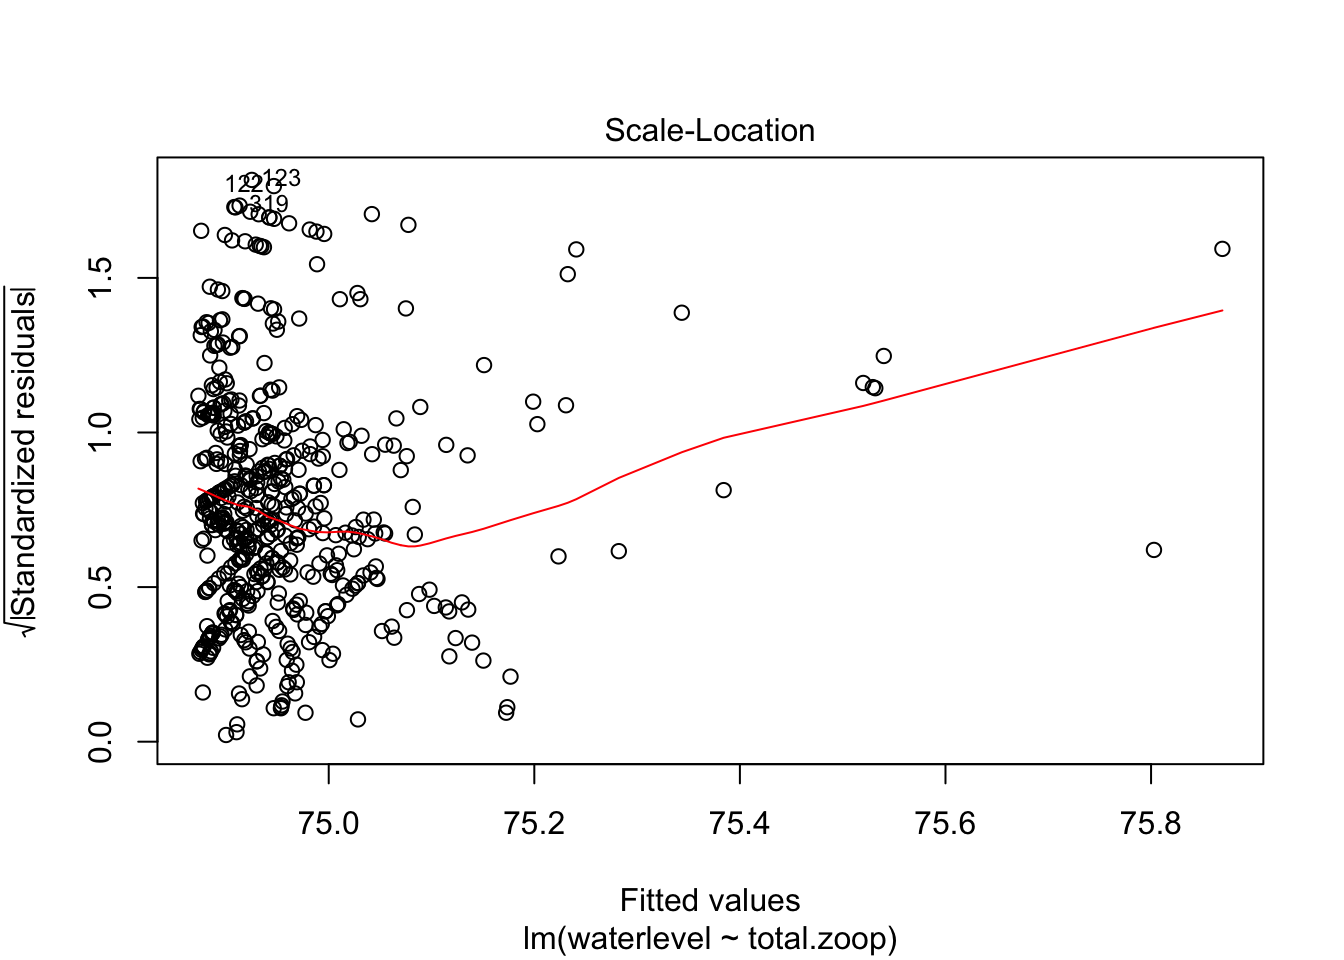 Scale-Location
122
123
319
√|Standardized residuals|
1.5
1.0
0.5
0.0
75.0 75.2 75.4 75.6 75.8
Fitted values
lm(waterlevel ~ total.zoop)